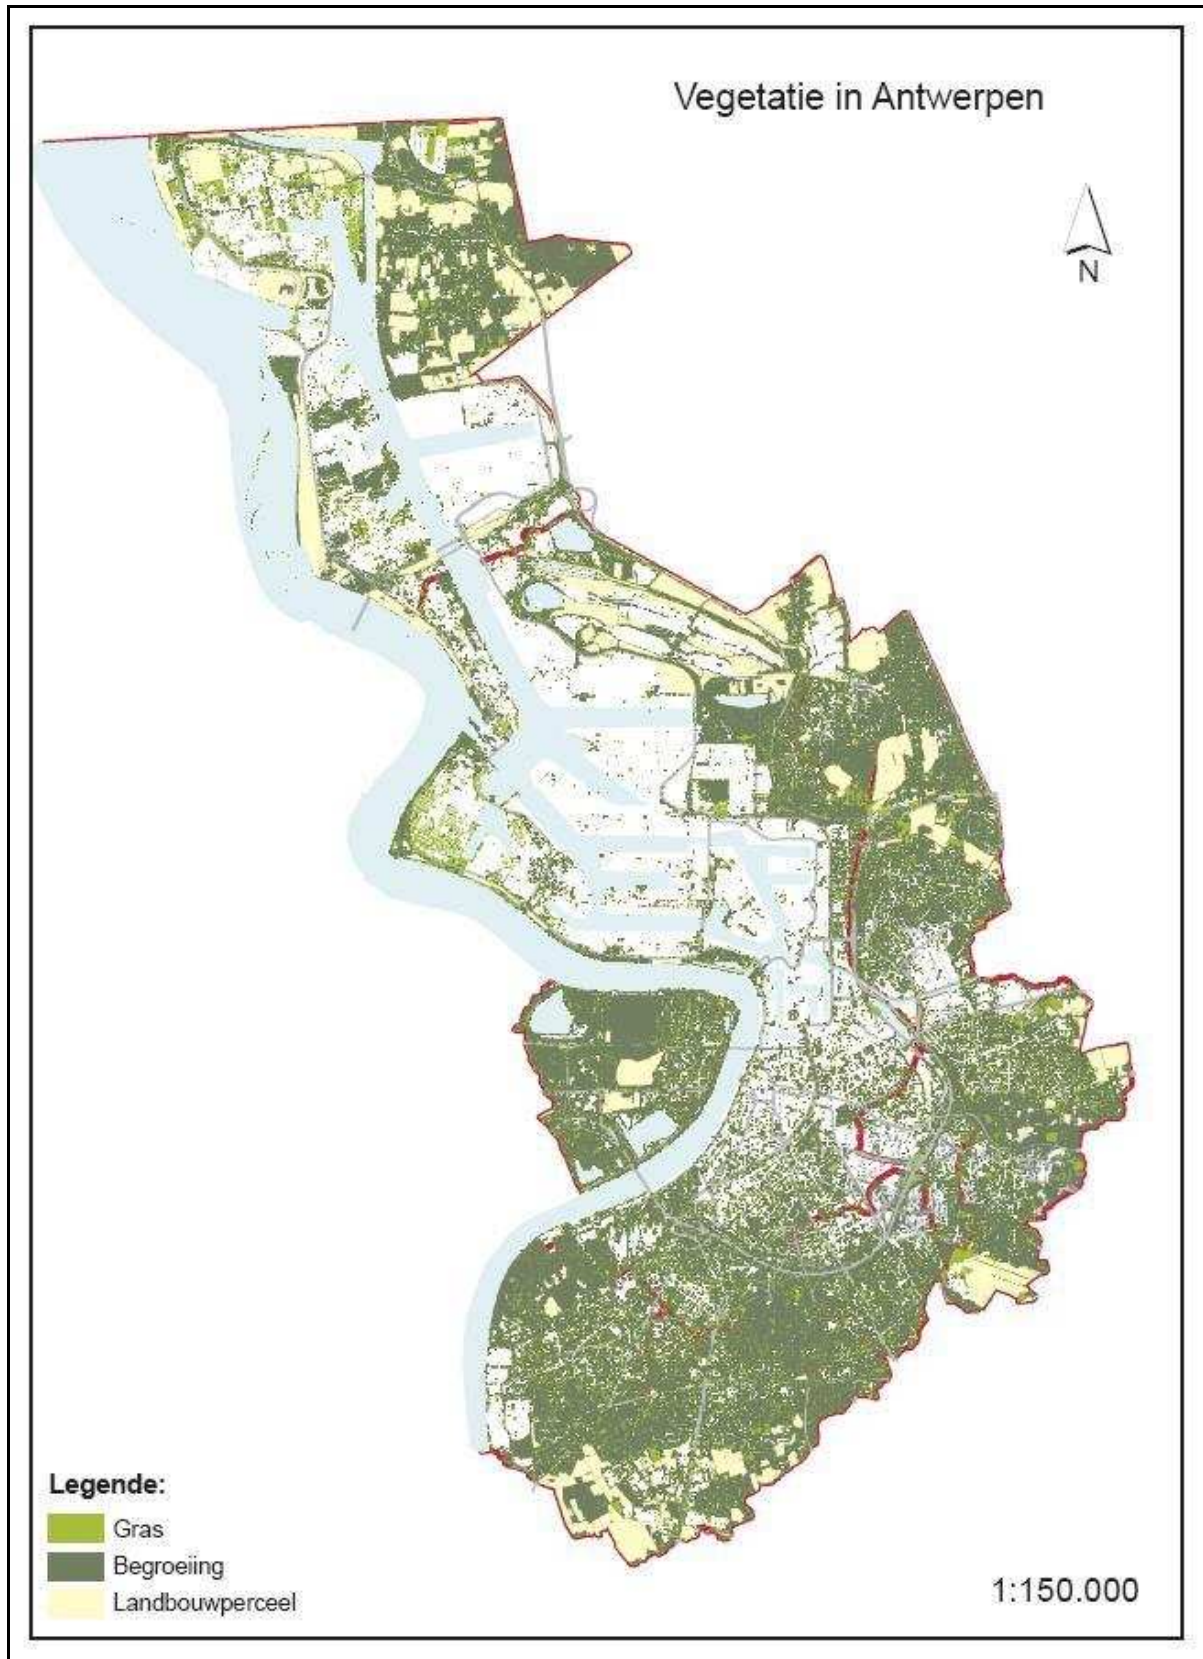 Vegetatie in Antwerpen
N
Legende:
Gras
Begroeiing
Landbouwperceel
1:150.000